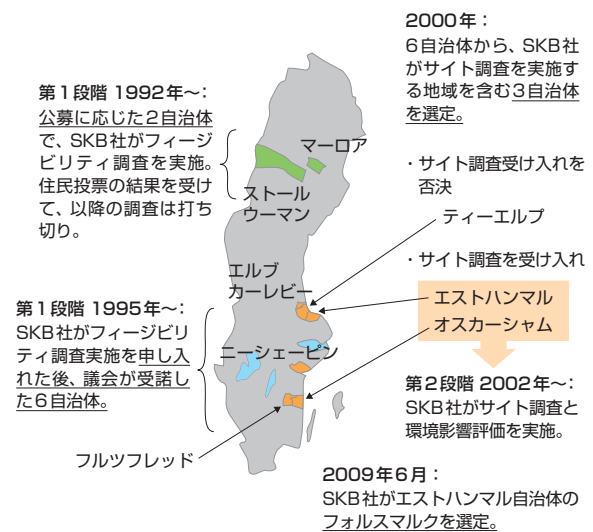 2000年：
6自治体から、SKB社
がサイト調査を実施す
る地域を含む3自治体
を選定。
第1段階 1992年～：
公募に応じた2自治体
で、SKB社がフィージ
ビリティ調査を実施。
住民投票の結果を受け
て、以降の調査は打ち
切り。
マーロア
ストール
ウーマン
・サイト調査受け入れを
否決
ティーエルプ
・サイト調査を受け入れ
エストハンマル
オスカーシャム
エルブ
カーレビー
第1段階 1995年～：
SKB社がフィージビリ
ティ調査実施を申し入
れた後、議会が受諾し
た6自治体。
ニーシェーピン
フルツフレッド
第2段階 2002年～：
SKB社がサイト調査と
環境影響評価を実施。
2009年6月：
SKB社がエストハンマル自治体の
フォルスマルクを選定。